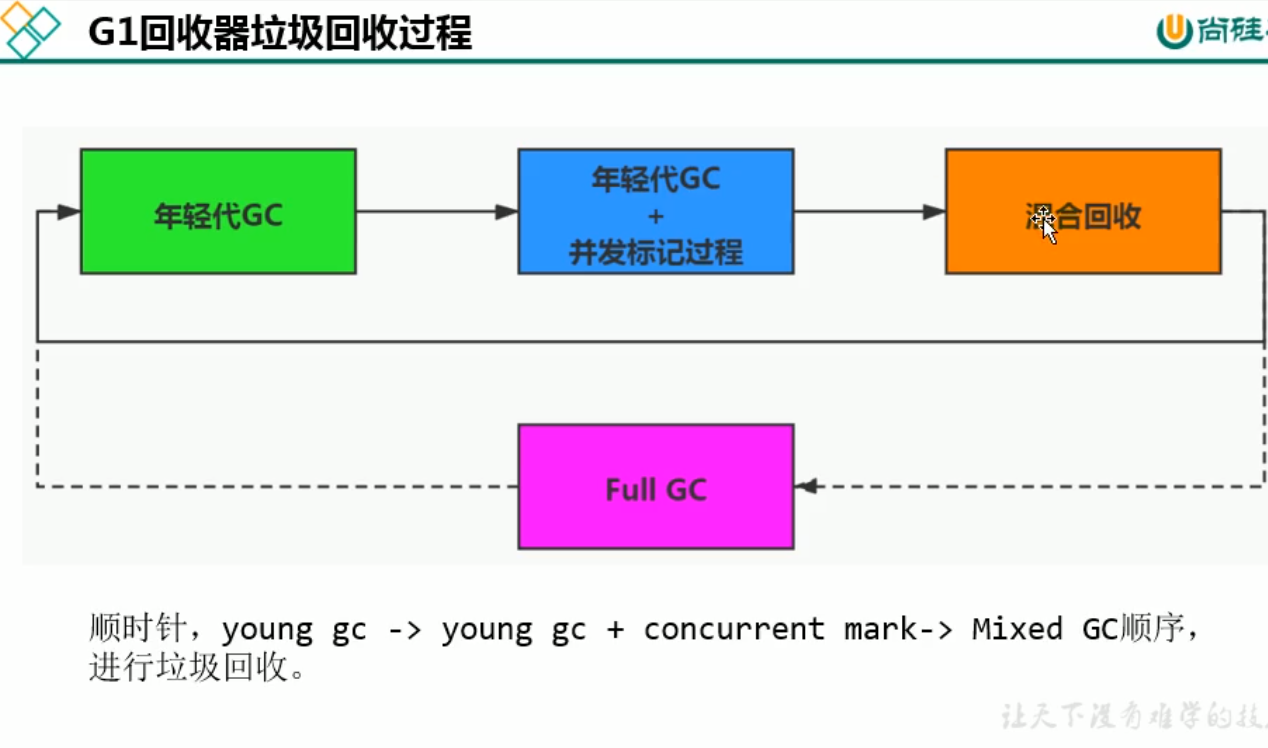 G1回收器垃圾回收过程
尚硅
年轻代GC
年轻代GC
+
并发标记过程
混合回收
Full GC
顺时针，young gc -> young gc + concurrent mark-> Mixed GC顺序，
进行垃圾回收。
让天下没有难学的技